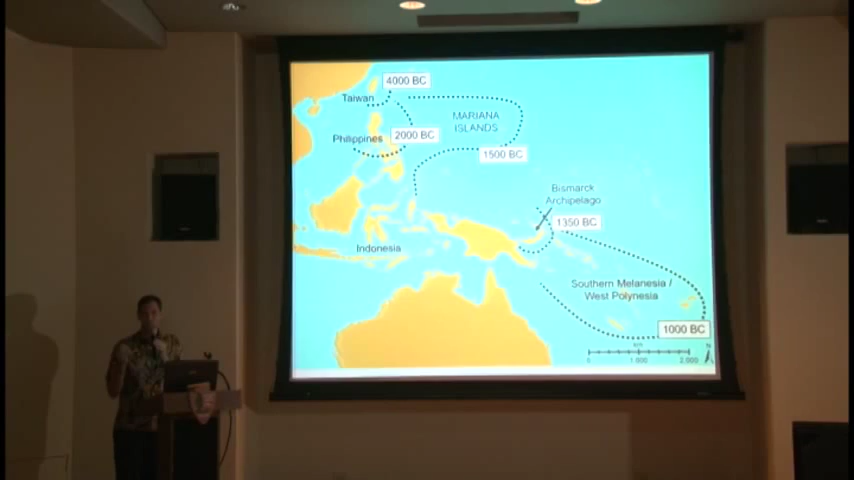 4000 BC
Taiwan
MARIANA
ISLANDS
Philippines
2000 BC
1500 BC
Bismarck
Archipelago
1350 BC
Indonesia
Southern Melanesia /
West Polynesia
1000 BC
km
N
0 1 000 2,000